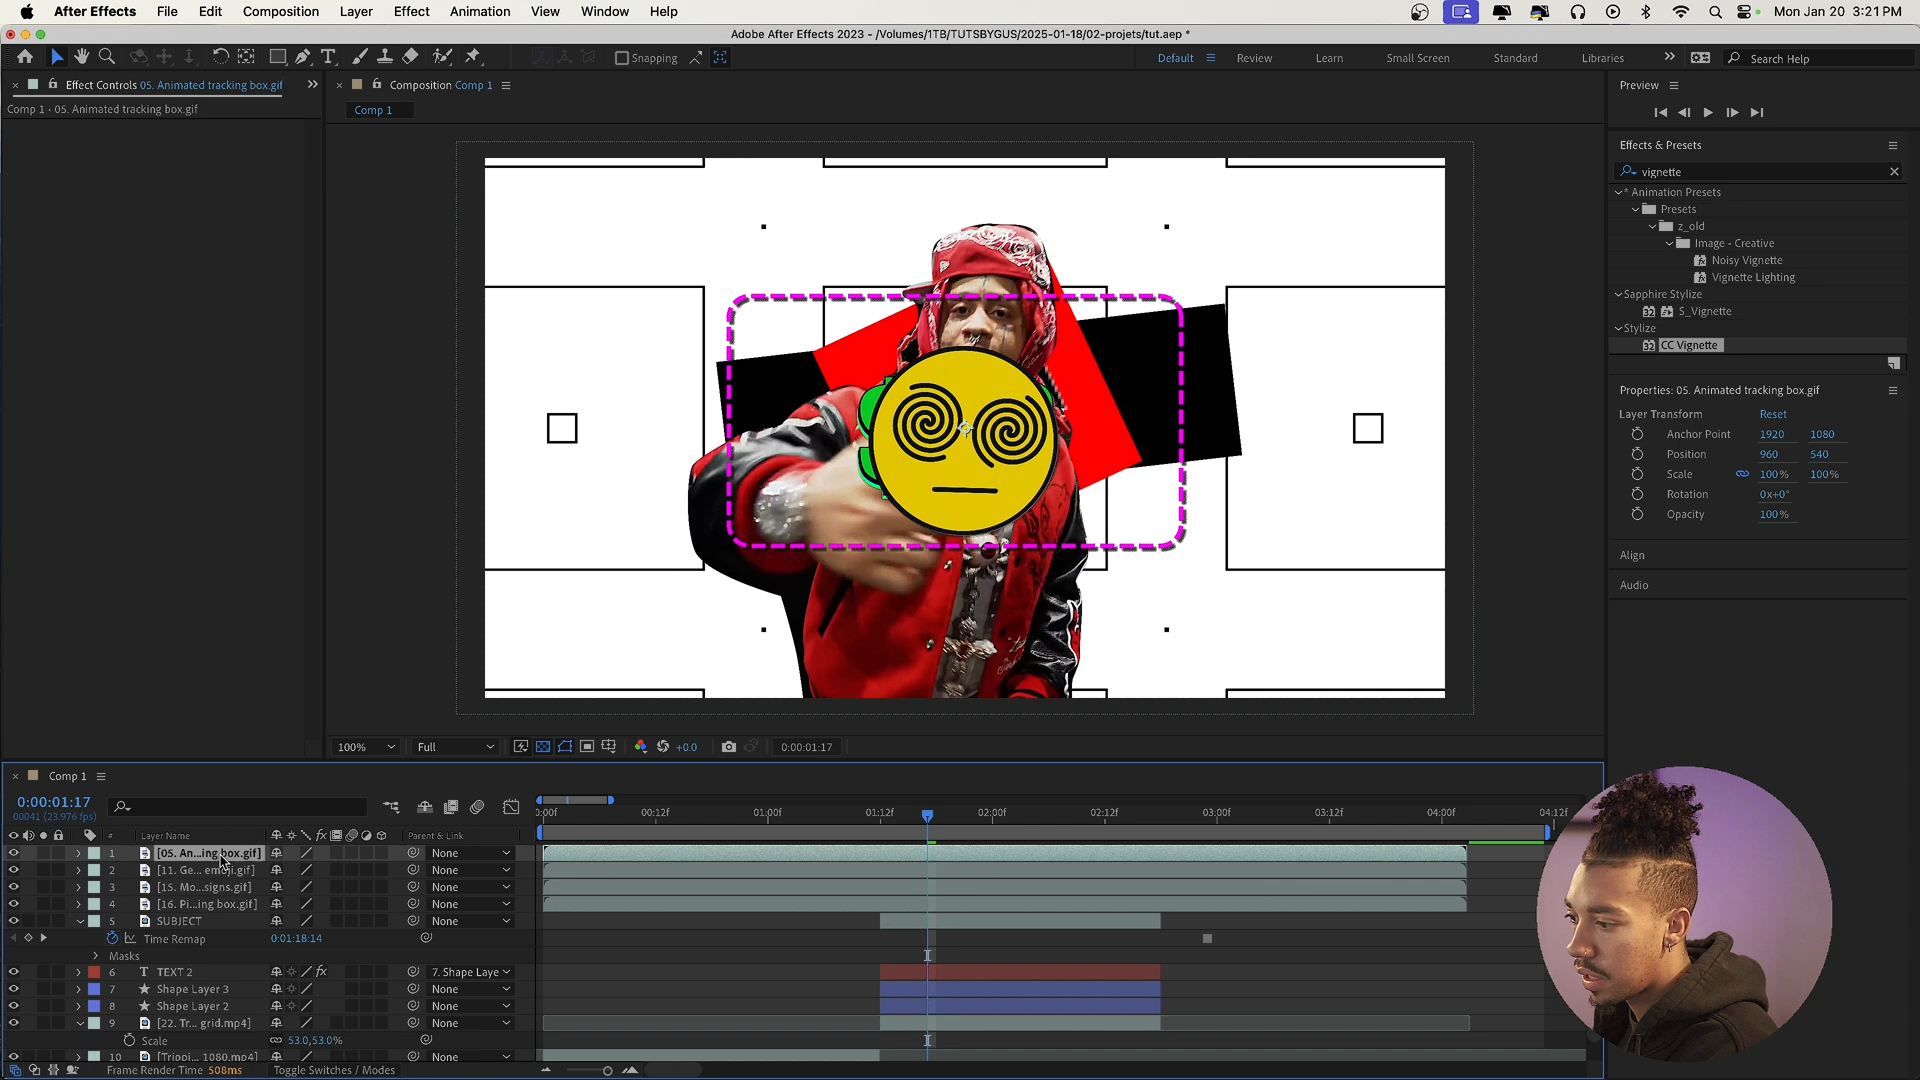 After Effects File Edit Composition Layer Effect Animation View Window Help Mon Jan 20 3:21 PM
Adobe After Effects 2023 - /Volumes/1TB/TUTSBYGUS/2025-01-18/02-projets/tut.aep *
Snapping Default Review Learn Small Screen Standard Libraries Search Help
Effect Controls 05. Animated tracking box.gif
Comp 1 · 05. Animated tracking box.gif
Composition Comp 1
Comp 1
Preview
Effects & Presets
vignette
* Animation Presets
Presets
z_old
Image - Creative
Noisy Vignette
Vignette Lighting
Sapphire Stylize
S_Vignette
Stylize
CC Vignette
Properties: 05. Animated tracking box.gif
Layer Transform Reset
Anchor Point 1920 1080
Position 960 540
Scale 100% 100%
Rotation 0x+0°
Opacity 100%
Align
Audio
100% Full +0.0 0:00:01:17
Comp 1
0:00:01:17
00041 (23.976 fps)
:00f 00:12f 01:00f 01:12f 02:00f 02:12f 03:00f 03:12f 04:00f 04:12f
# Layer Name Parent & Link
1 [05. An...ing box.gif] None
2 [11. Ge... emoji.gif] None
3 [15. Mo...signs.gif] None
4 [16. Pi...ing box.gif] None
5 SUBJECT None
Time Remap 0:01:18:14
Masks
6 TEXT 2 7. Shape Laye
7 Shape Layer 3 None
8 Shape Layer 2 None
9 [22. Tr... grid.mp4] None
Scale 53.0,53.0%
10 [Trippi... 1080.mp4] None
Frame Render Time 508ms Toggle Switches / Modes